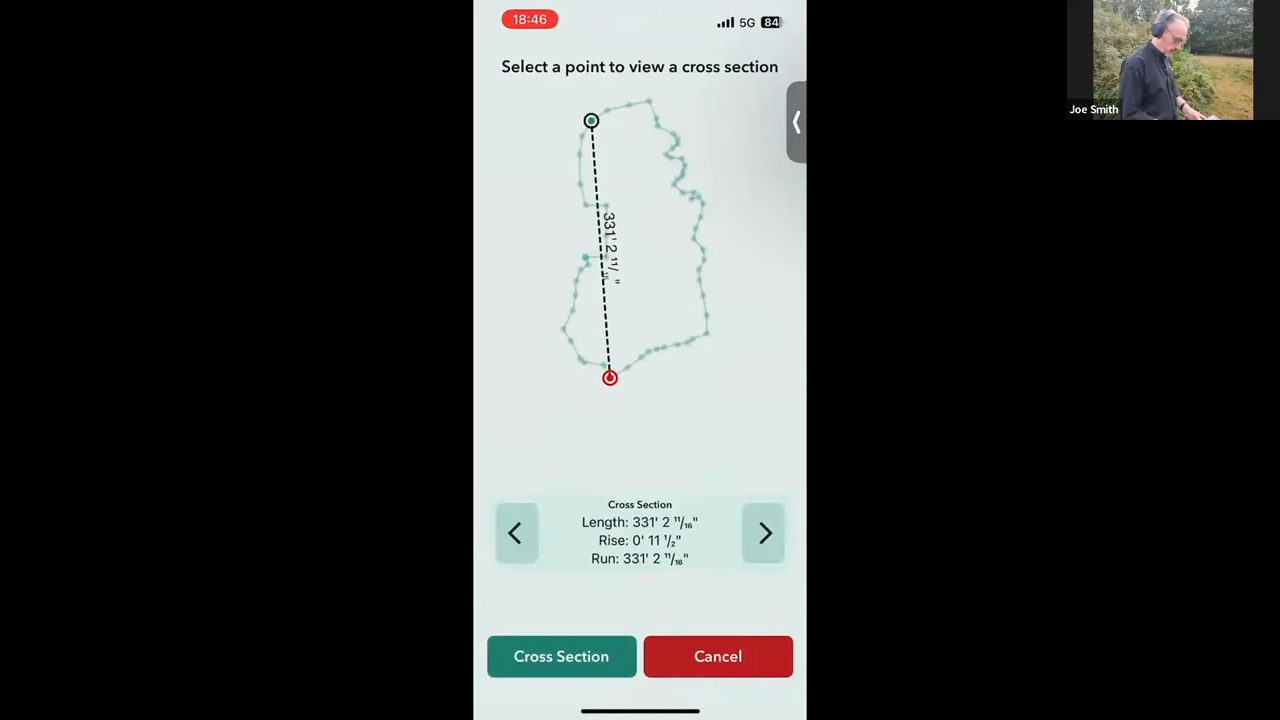 18:46
5G 84
Joe Smith
Select a point to view a cross section
331' 2 11/16"
Cross Section
Length: 331' 2 11/16"
Rise: 0' 11 1/2"
Run: 331' 2 11/16"
Cross Section
Cancel